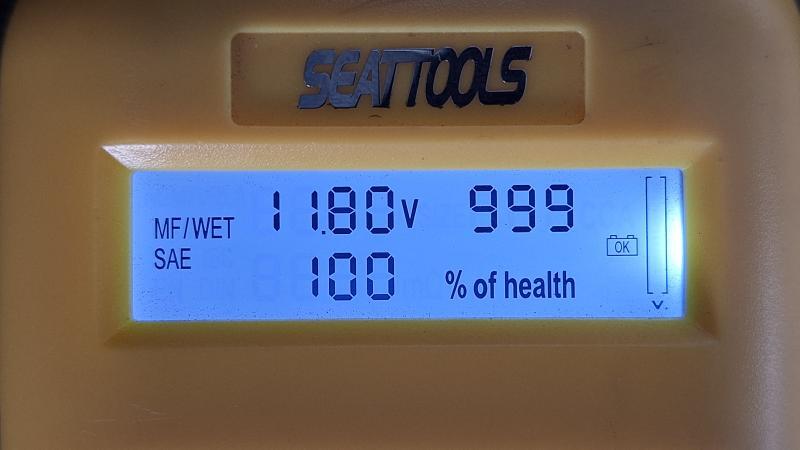 SEATTOOLS
MF/WET 11.80V 999
SAE 100 % of health
OK